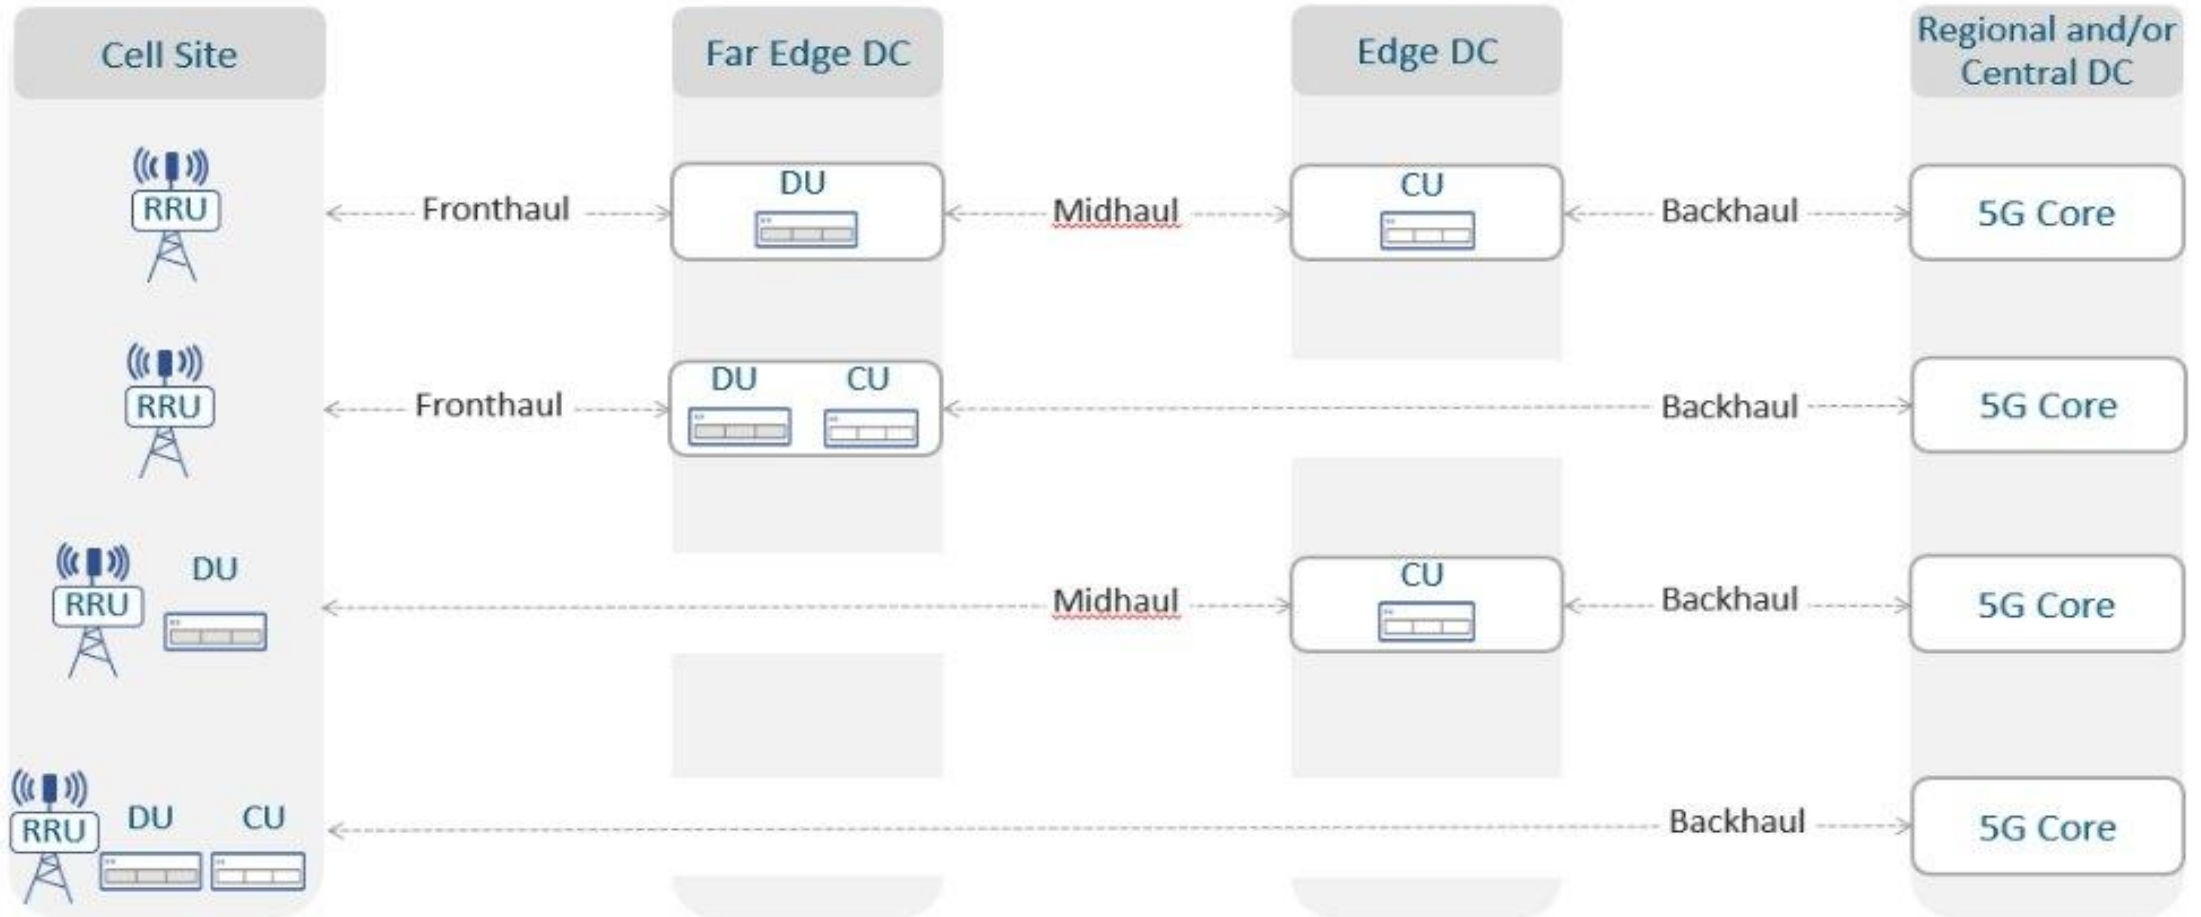 Cell Site
Far Edge DC
Edge DC
Regional and/or
Central DC
RRU
Fronthaul
DU
Midhaul
CU
Backhaul
5G Core
RRU
Fronthaul
DU CU
Backhaul
5G Core
RRU
DU
Midhaul
CU
Backhaul
5G Core
RRU
DU
CU
Backhaul
5G Core